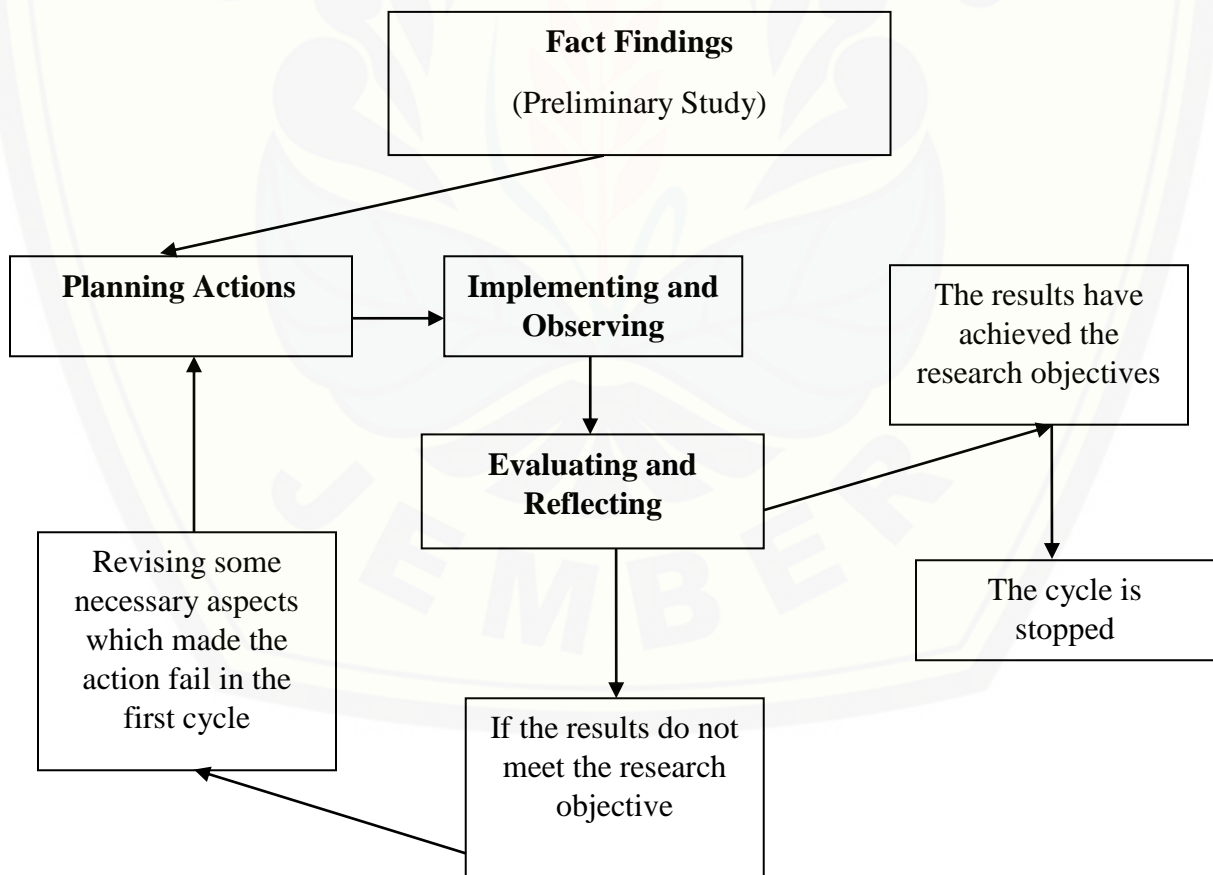 Fact Findings
(Preliminary Study)
Planning Actions
Implementing and
Observing
The results have
achieved the
research objectives
Evaluating and
Reflecting
Revising some
necessary aspects
which made the
action fail in the
first cycle
The cycle is
stopped
If the results do not
meet the research
objective
JEMBER